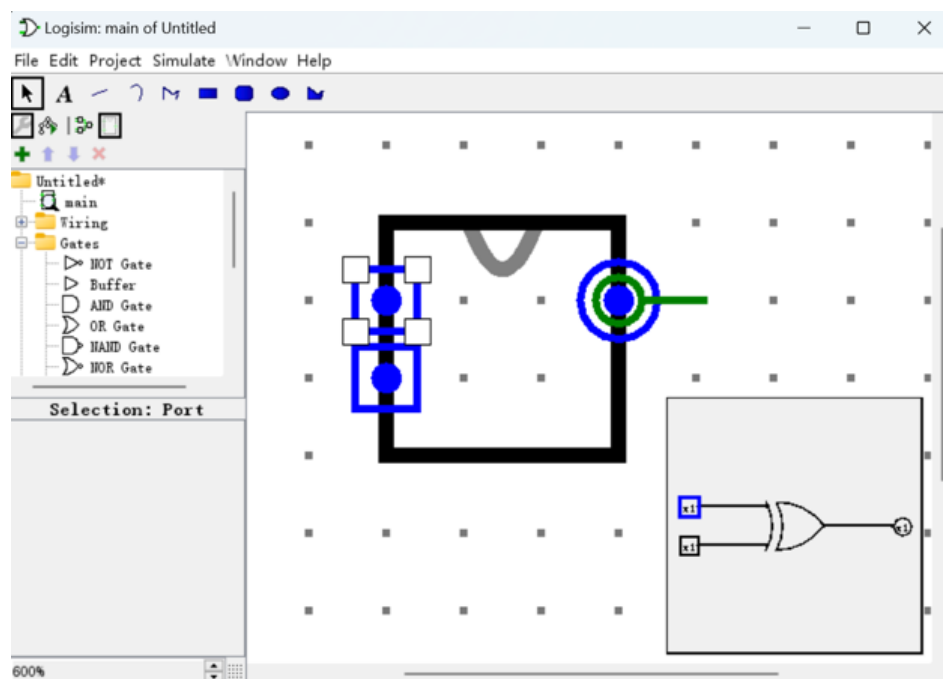 Logisim: main of Untitled
File Edit Project Simulate Window Help
A
Untitled*
main
Wiring
Gates
NOT Gate
Buffer
AND Gate
OR Gate
NAND Gate
NOR Gate
Selection: Port
x1
x1
x1
600%